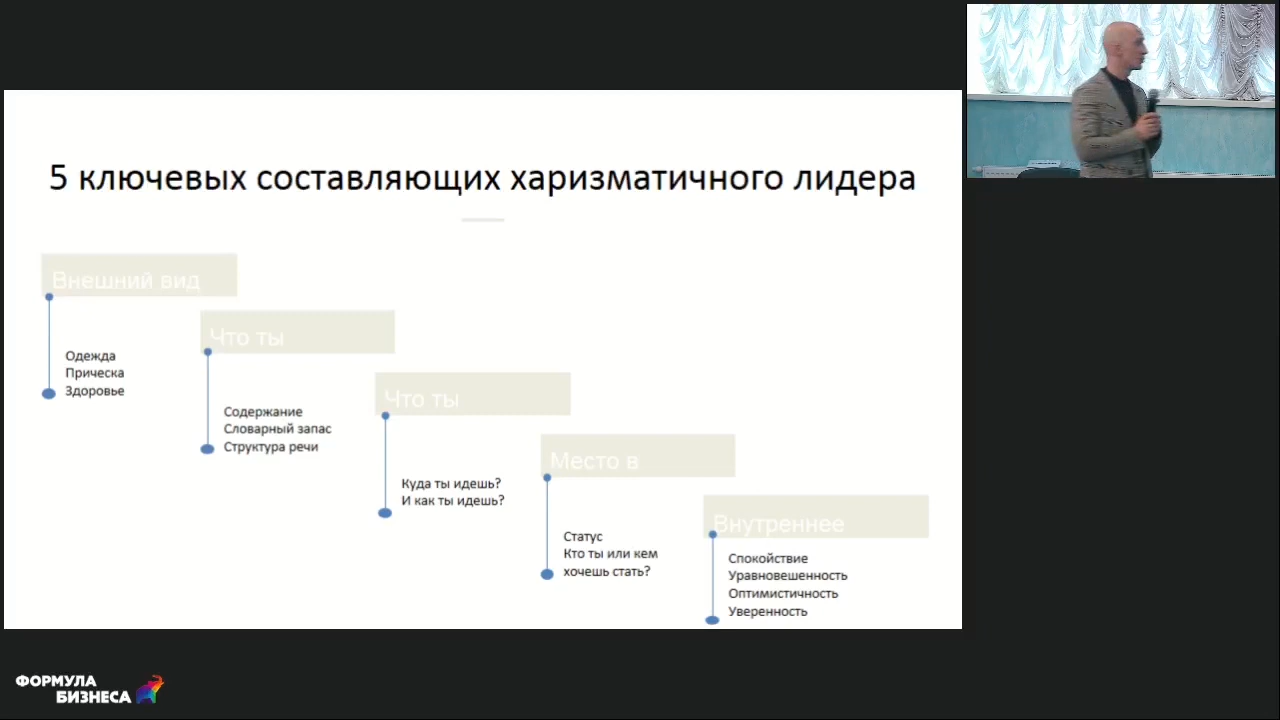 5 ключевых составляющих харизматичного лидера
Внешний вид
Одежда
Прическа
Здоровье
Что ты
Содержание
Словарный запас
Структура речи
Что ты
Куда ты идешь?
И как ты идешь?
Место в
Статус
Кто ты или кем
хочешь стать?
Внутреннее
Спокойствие
Уравновешенность
Оптимистичность
Уверенность
ФОРМУЛА
БИЗНЕСА